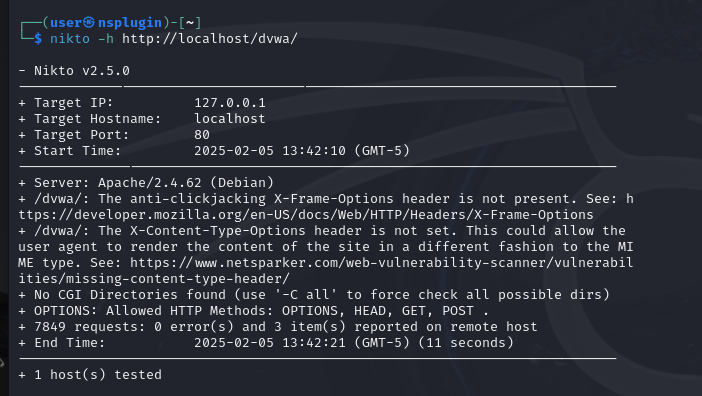 ┌──(user㉿nsplugin)-[~]
└─$ nikto -h http://localhost/dvwa/
- Nikto v2.5.0
---------------------------------------------------------------------------
+ Target IP:          127.0.0.1
+ Target Hostname:    localhost
+ Target Port:        80
+ Start Time:         2025-02-05 13:42:10 (GMT-5)
---------------------------------------------------------------------------
+ Server: Apache/2.4.62 (Debian)
+ /dvwa/: The anti-clickjacking X-Frame-Options header is not present. See: h
ttps://developer.mozilla.org/en-US/docs/Web/HTTP/Headers/X-Frame-Options
+ /dvwa/: The X-Content-Type-Options header is not set. This could allow the
user agent to render the content of the site in a different fashion to the MI
ME type. See: https://www.netsparker.com/web-vulnerability-scanner/vulnerabil
ities/missing-content-type-header/
+ No CGI Directories found (use '-C all' to force check all possible dirs)
+ OPTIONS: Allowed HTTP Methods: OPTIONS, HEAD, GET, POST .
+ 7849 requests: 0 error(s) and 3 item(s) reported on remote host
+ End Time:           2025-02-05 13:42:21 (GMT-5) (11 seconds)
---------------------------------------------------------------------------
+ 1 host(s) tested